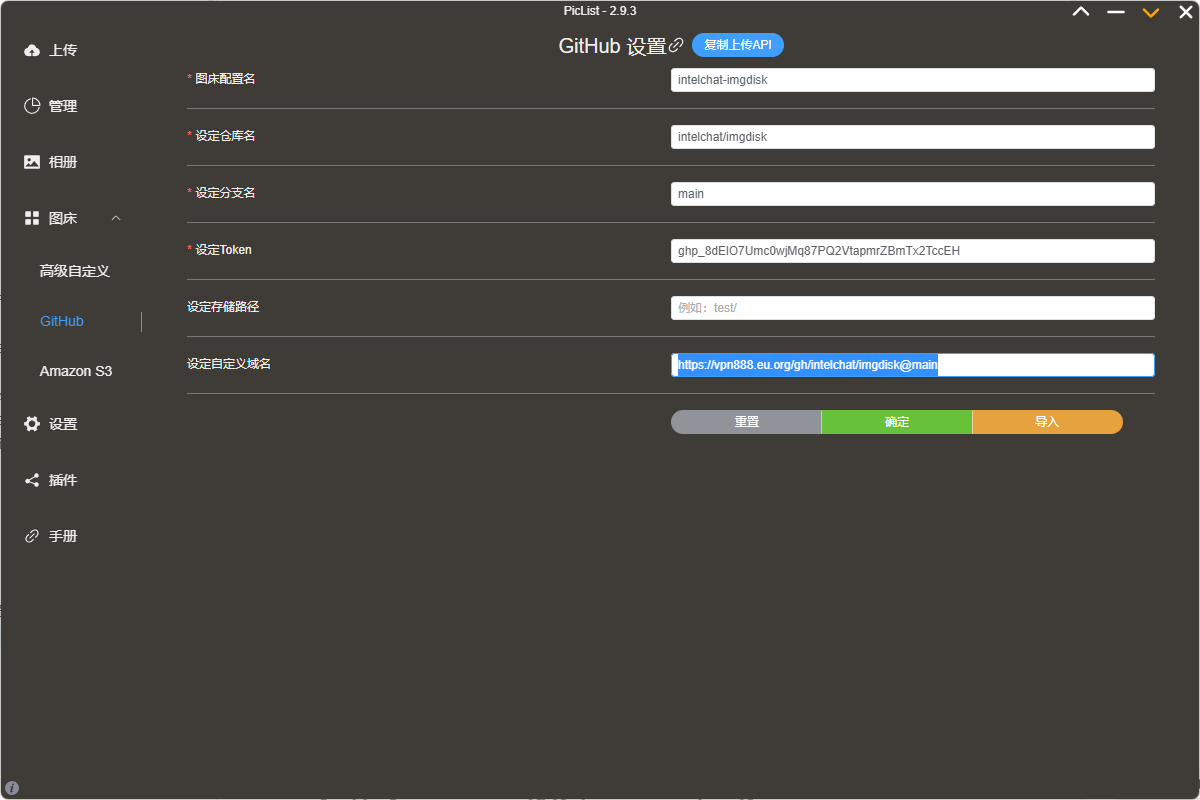 PicList - 2.9.3
上传
管理
相册
图床
高级自定义
GitHub
Amazon S3
设置
插件
手册
GitHub 设置 复制上传API
* 图床配置名 intelchat-imgdisk
* 设定仓库名 intelchat/imgdisk
* 设定分支名 main
* 设定Token ghp_8dEIO7Umc0wjMq87PQ2VtapmrZBmTx2TccEH
设定存储路径 例如：test/
设定自定义域名 https://vpn888.eu.org/gh/intelchat/imgdisk@main
重置 确定 导入